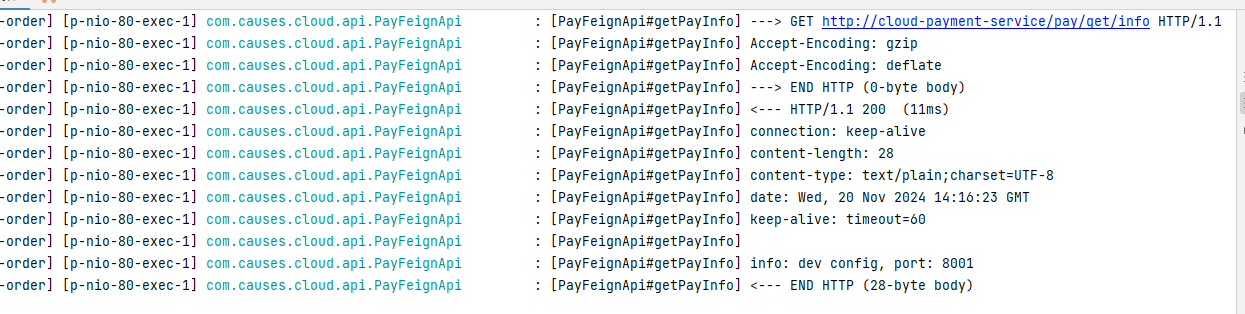 -order] [p-nio-80-exec-1] com.causes.cloud.api.PayFeignApi : [PayFeignApi#getPayInfo] ---> GET http://cloud-payment-service/pay/get/info HTTP/1.1
-order] [p-nio-80-exec-1] com.causes.cloud.api.PayFeignApi : [PayFeignApi#getPayInfo] Accept-Encoding: gzip
-order] [p-nio-80-exec-1] com.causes.cloud.api.PayFeignApi : [PayFeignApi#getPayInfo] Accept-Encoding: deflate
-order] [p-nio-80-exec-1] com.causes.cloud.api.PayFeignApi : [PayFeignApi#getPayInfo] ---> END HTTP (0-byte body)
-order] [p-nio-80-exec-1] com.causes.cloud.api.PayFeignApi : [PayFeignApi#getPayInfo] <--- HTTP/1.1 200 (11ms)
-order] [p-nio-80-exec-1] com.causes.cloud.api.PayFeignApi : [PayFeignApi#getPayInfo] connection: keep-alive
-order] [p-nio-80-exec-1] com.causes.cloud.api.PayFeignApi : [PayFeignApi#getPayInfo] content-length: 28
-order] [p-nio-80-exec-1] com.causes.cloud.api.PayFeignApi : [PayFeignApi#getPayInfo] content-type: text/plain;charset=UTF-8
-order] [p-nio-80-exec-1] com.causes.cloud.api.PayFeignApi : [PayFeignApi#getPayInfo] date: Wed, 20 Nov 2024 14:16:23 GMT
-order] [p-nio-80-exec-1] com.causes.cloud.api.PayFeignApi : [PayFeignApi#getPayInfo] keep-alive: timeout=60
-order] [p-nio-80-exec-1] com.causes.cloud.api.PayFeignApi : [PayFeignApi#getPayInfo]
-order] [p-nio-80-exec-1] com.causes.cloud.api.PayFeignApi : [PayFeignApi#getPayInfo] info: dev config, port: 8001
-order] [p-nio-80-exec-1] com.causes.cloud.api.PayFeignApi : [PayFeignApi#getPayInfo] <--- END HTTP (28-byte body)